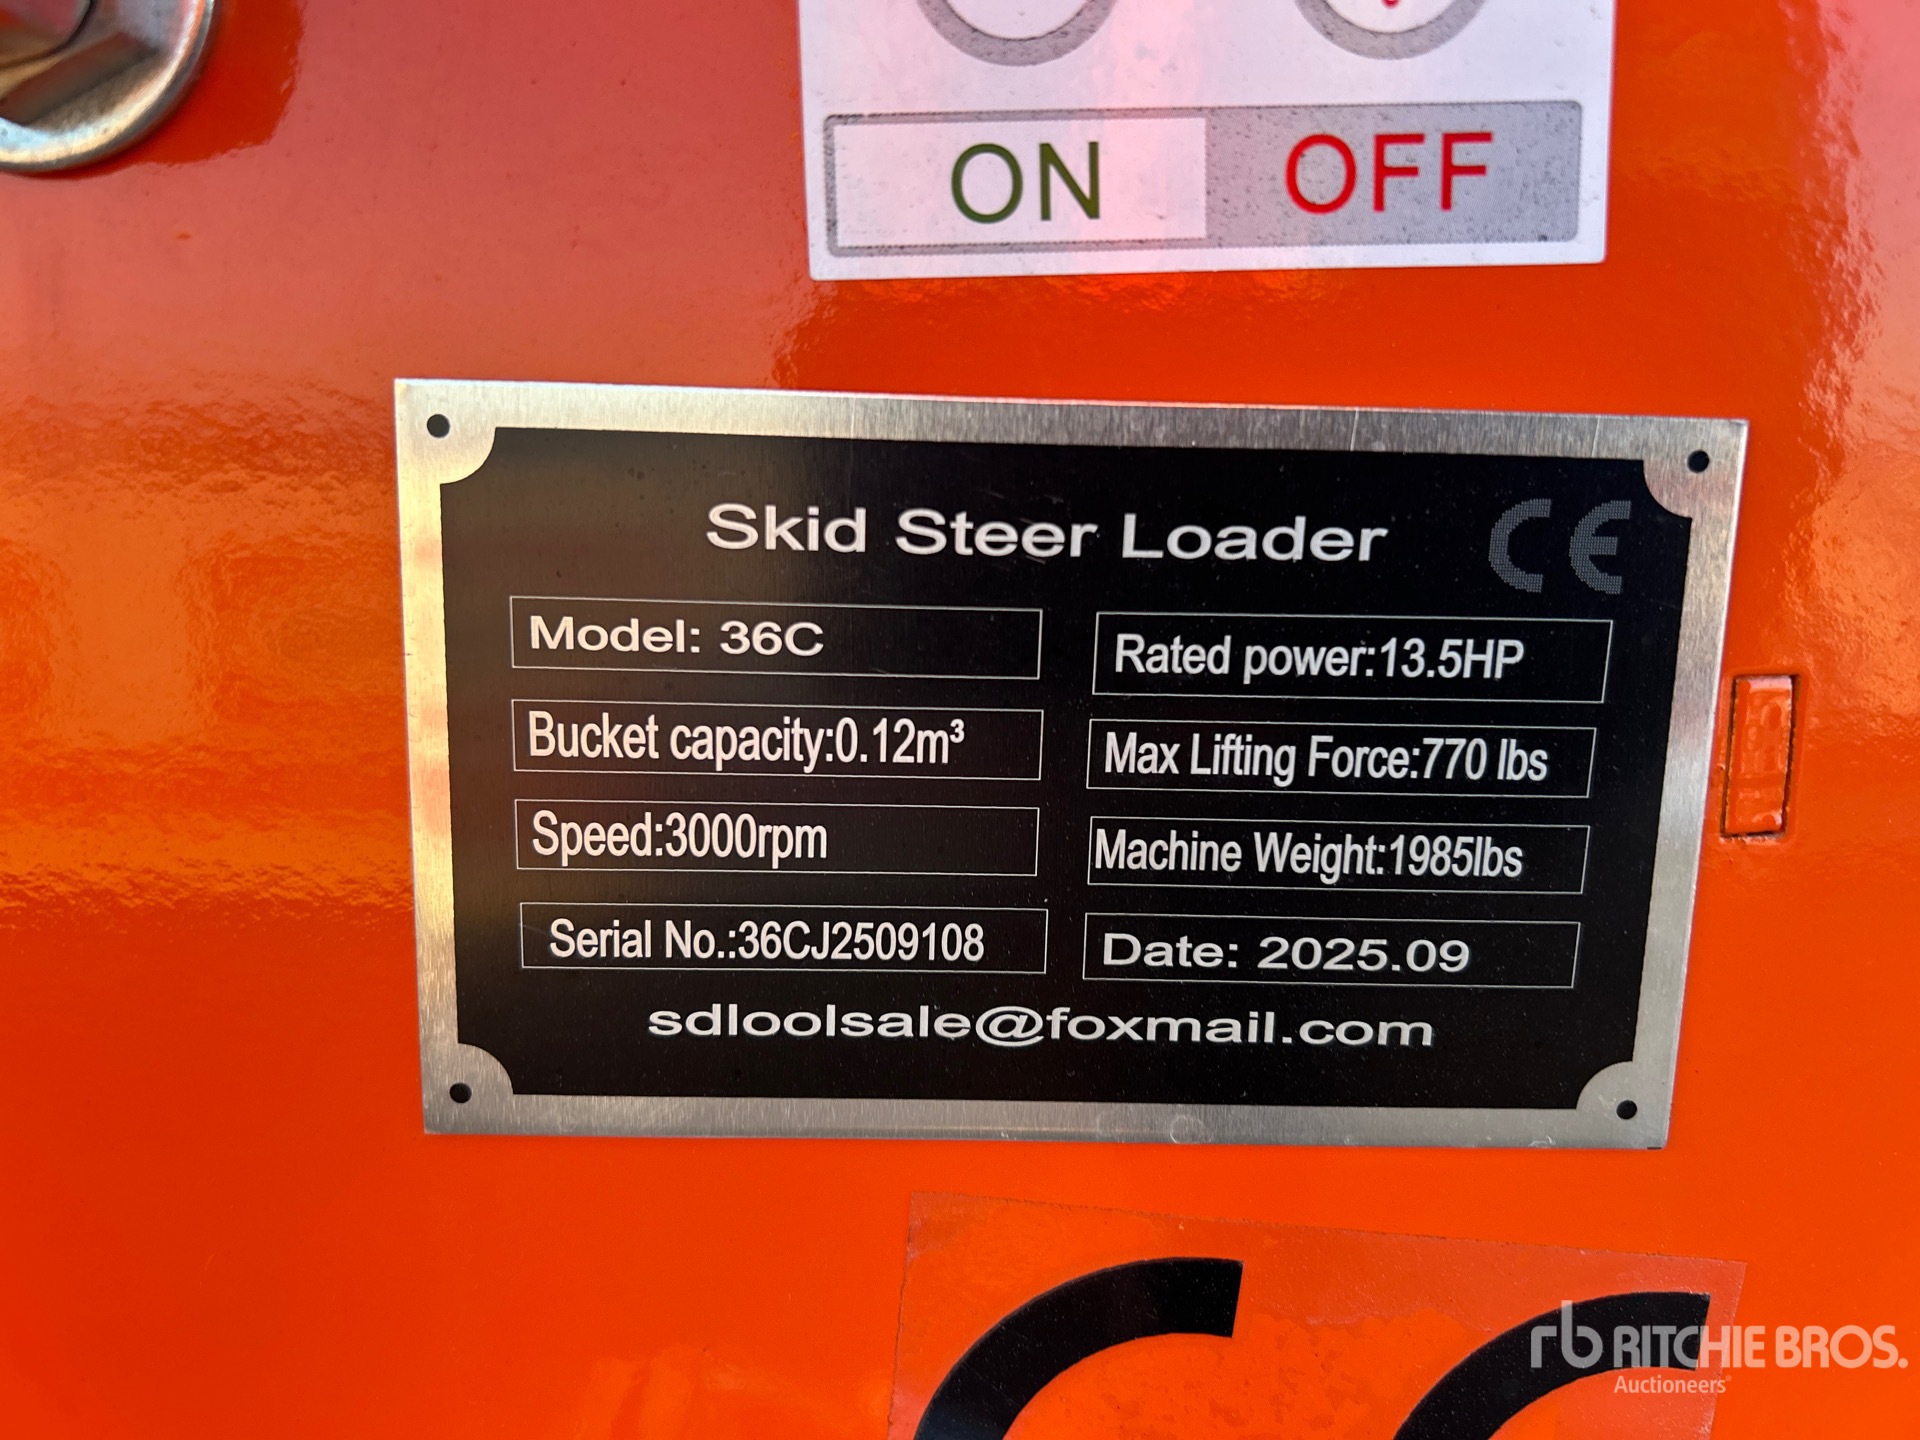 ON OFF
Skid Steer Loader CE
Model: 36C
Rated power:13.5HP
Bucket capacity:0.12m³
Max Lifting Force:770 lbs
Speed:3000rpm
Machine Weight:1985lbs
Serial No.:36CJ2509108
Date: 2025.09
sdloolsale@foxmail.com
rb RITCHIE BROS.
Auctioneers